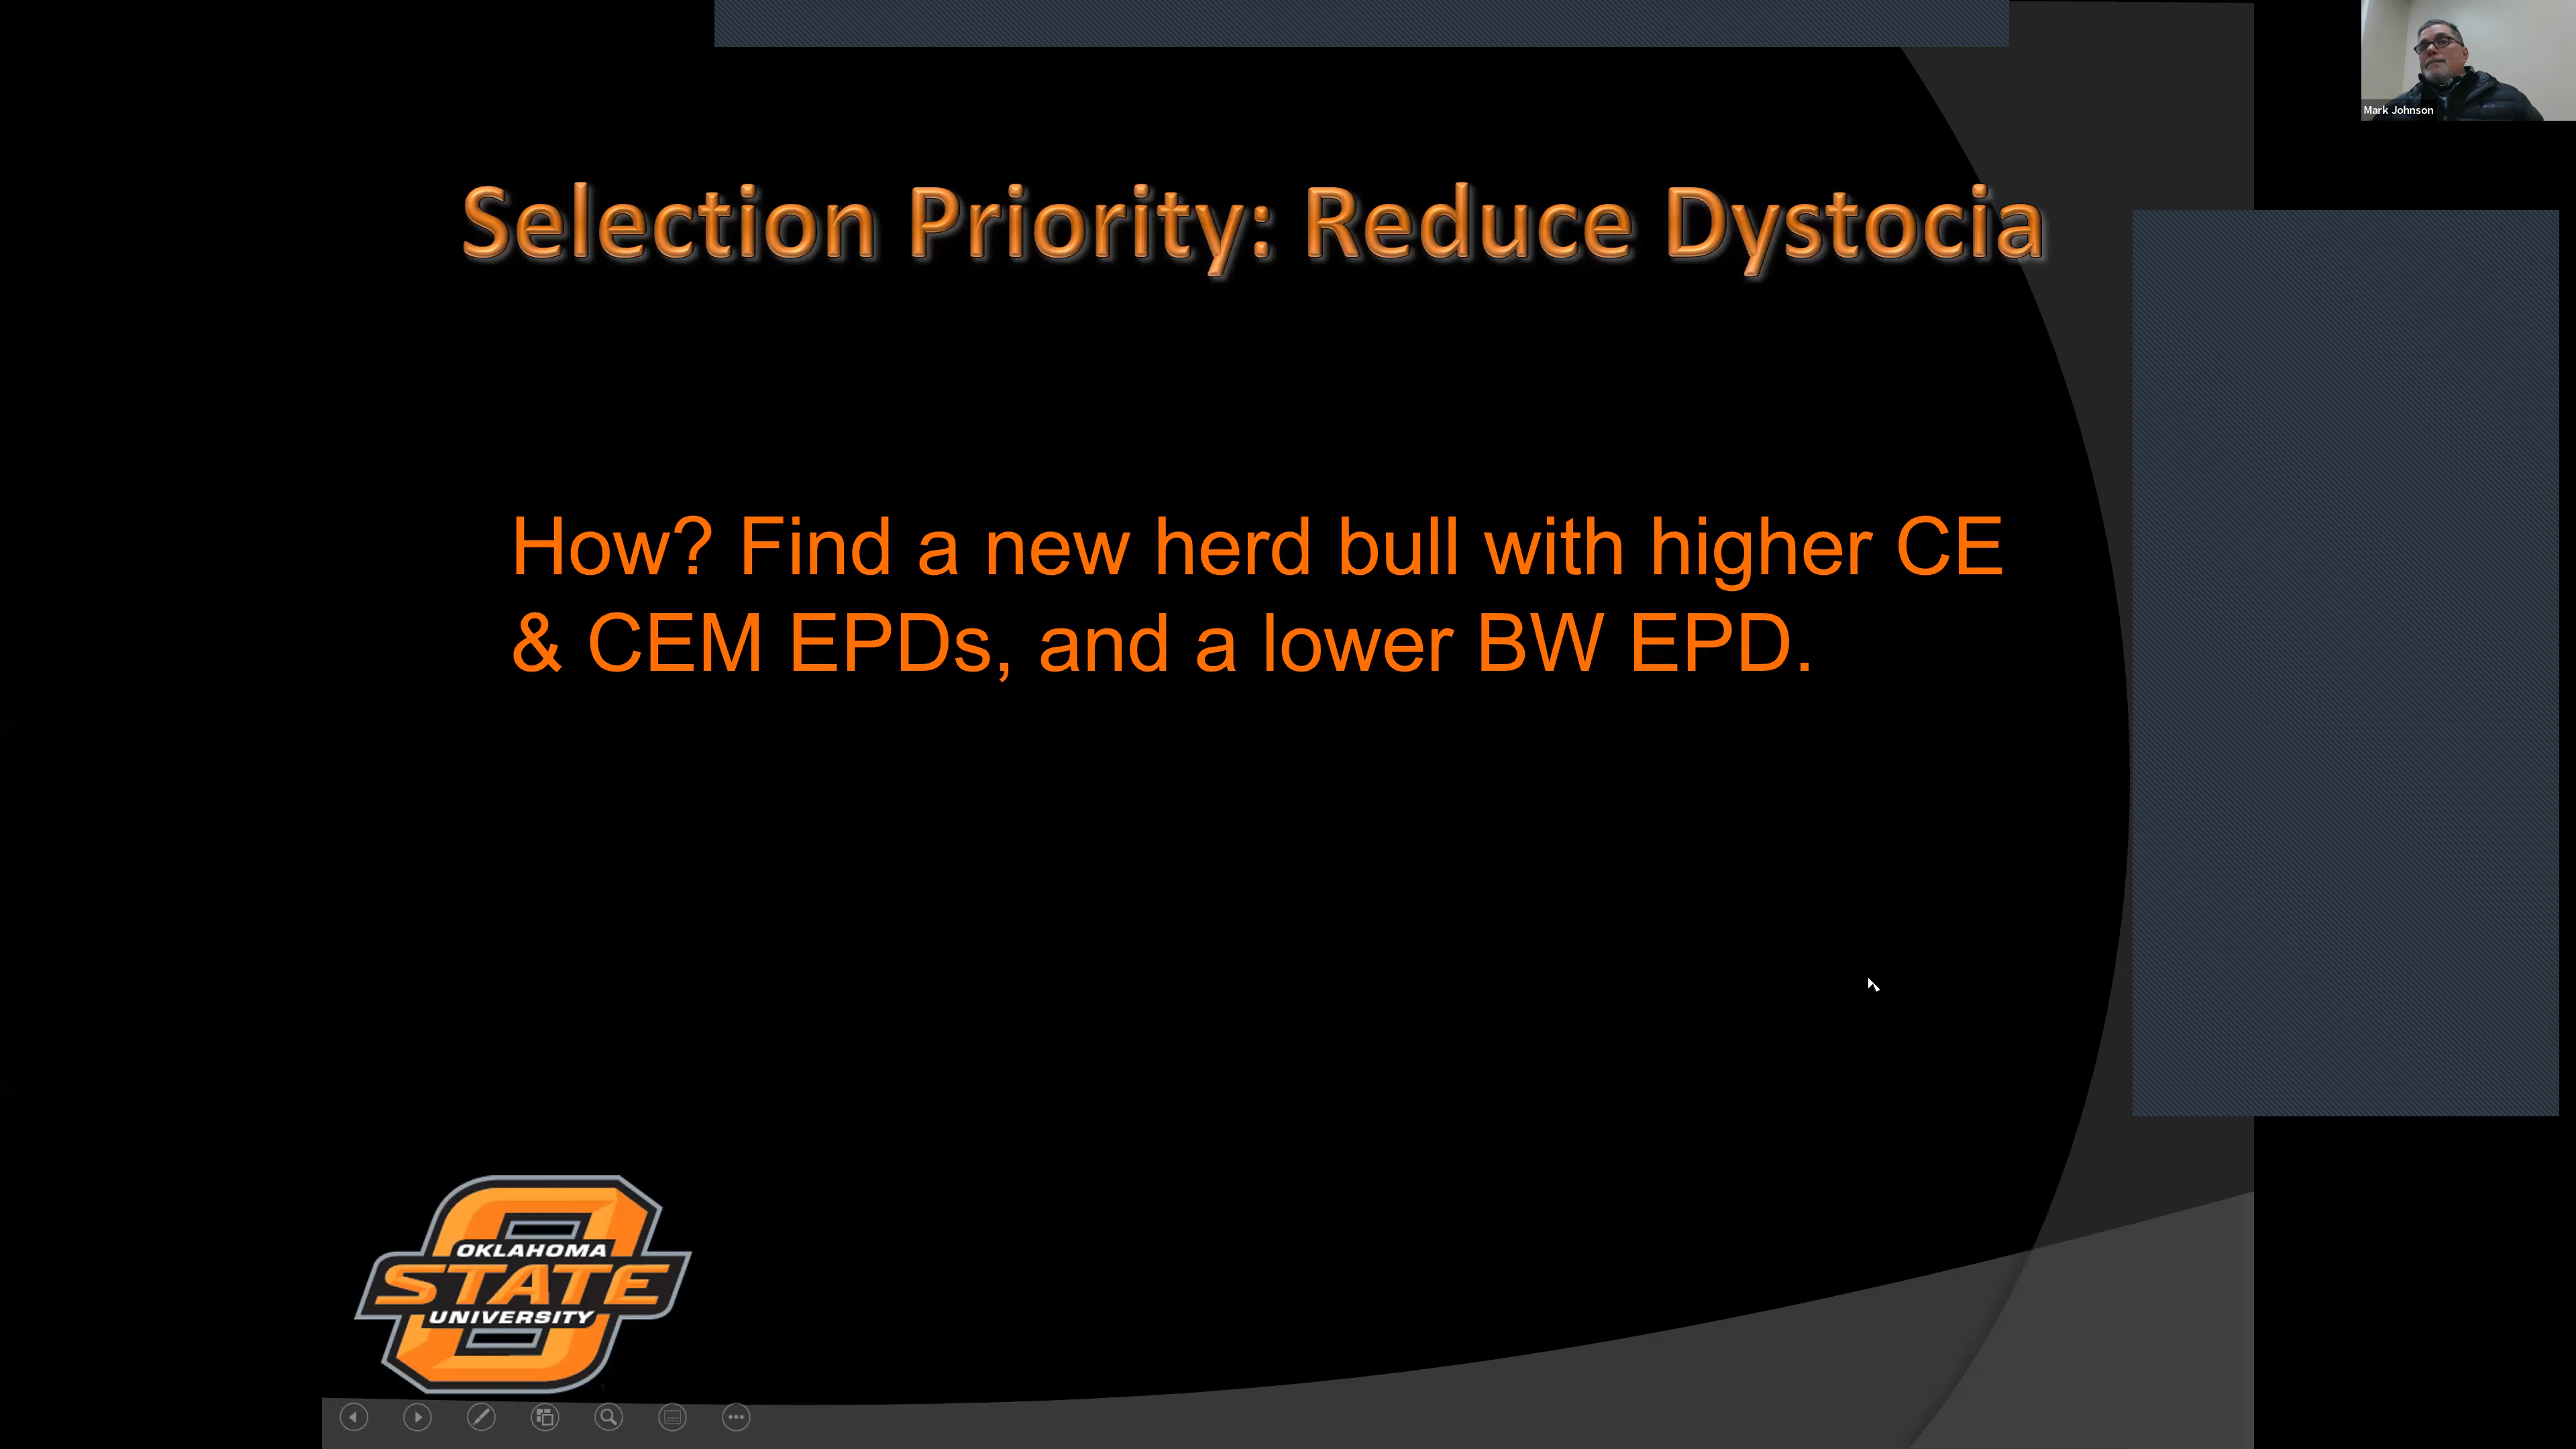 Mark Johnson
Selection Priority: Reduce Dystocia
How? Find a new herd bull with higher CE
& CEM EPDs, and a lower BW EPD.
OKLAHOMA
STATE
UNIVERSITY